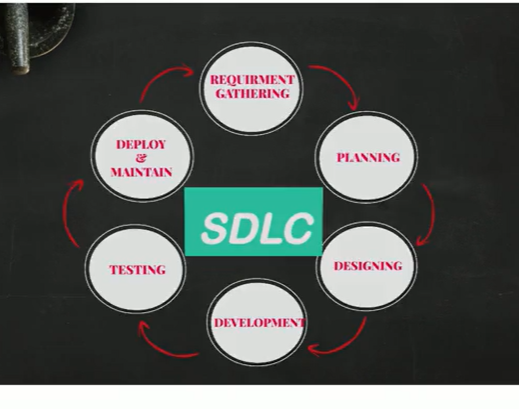 REQUIRMENT
GATHERING
DEPLOY
&
MAINTAIN
PLANNING
SDLC
TESTING
DESIGNING
DEVELOPMENT